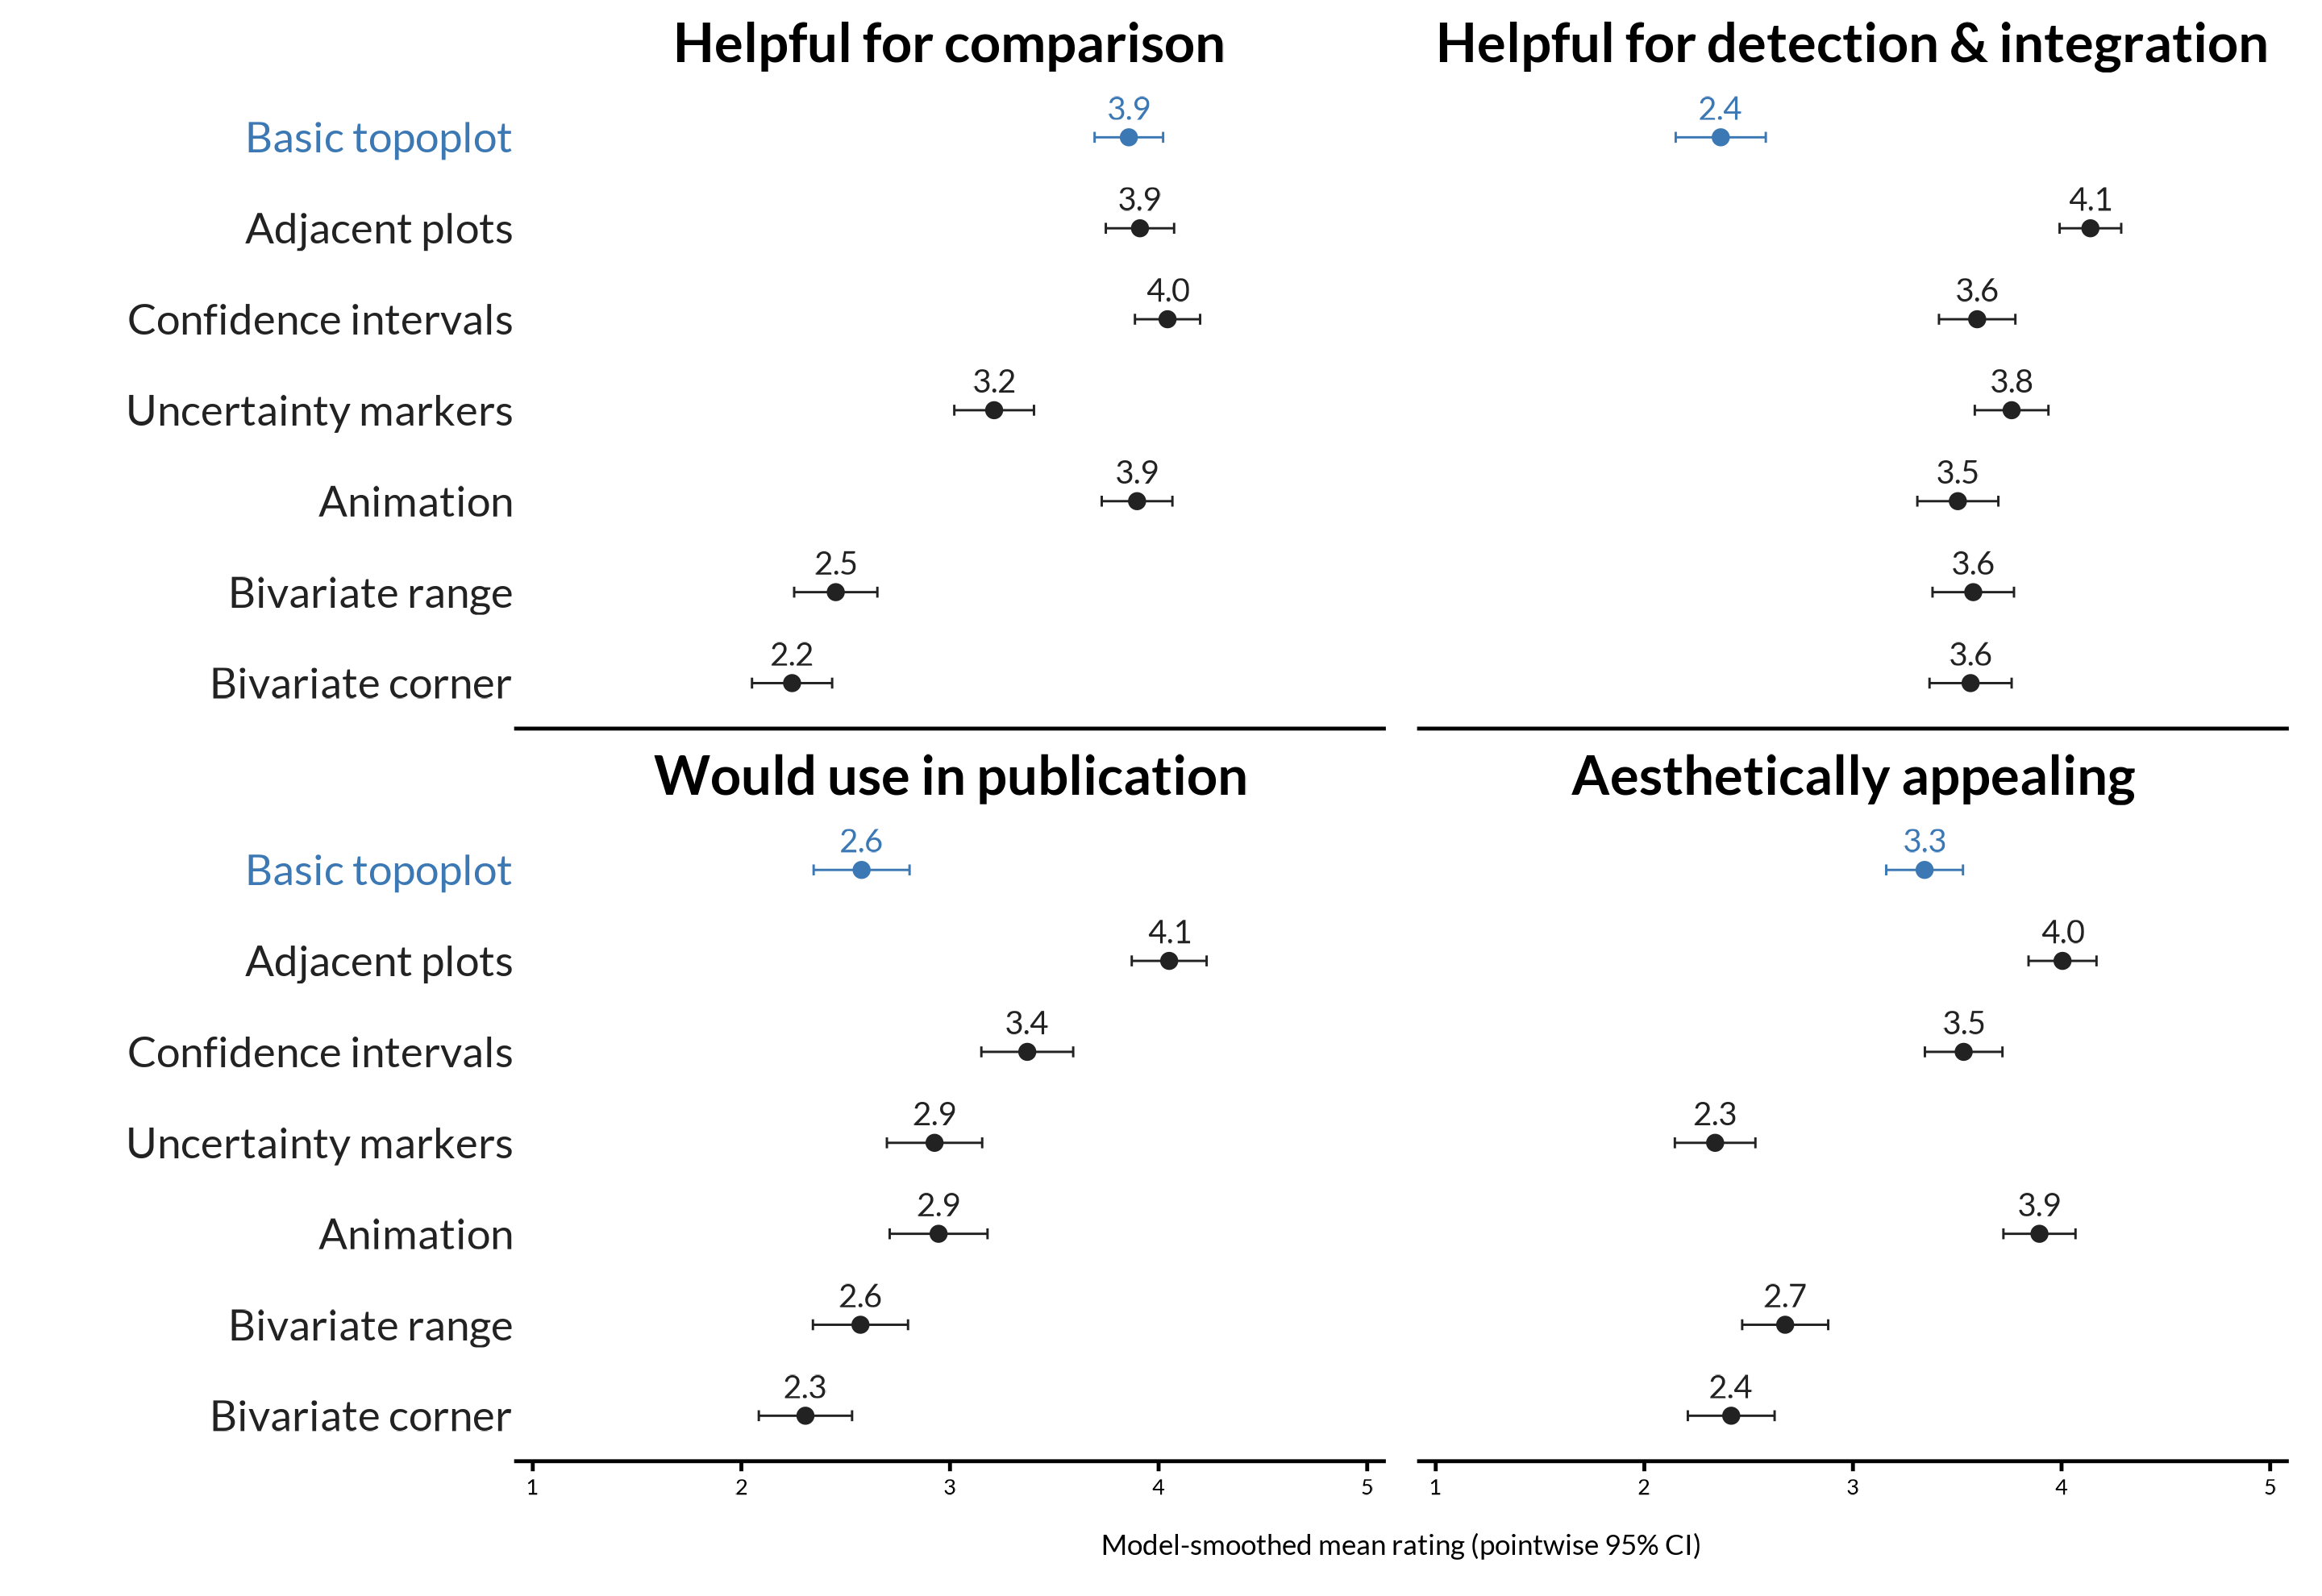 Helpful for comparison
Helpful for detection & integration
Basic topoplot 3.9 2.4
Adjacent plots 3.9 4.1
Confidence intervals 4.0 3.6
Uncertainty markers 3.2 3.8
Animation 3.9 3.5
Bivariate range 2.5 3.6
Bivariate corner 2.2 3.6
Would use in publication
Aesthetically appealing
Basic topoplot 2.6 3.3
Adjacent plots 4.1 4.0
Confidence intervals 3.4 3.5
Uncertainty markers 2.9 2.3
Animation 2.9 3.9
Bivariate range 2.6 2.7
Bivariate corner 2.3 2.4
1 2 3 4 5 1 2 3 4 5
Model-smoothed mean rating (pointwise 95% CI)